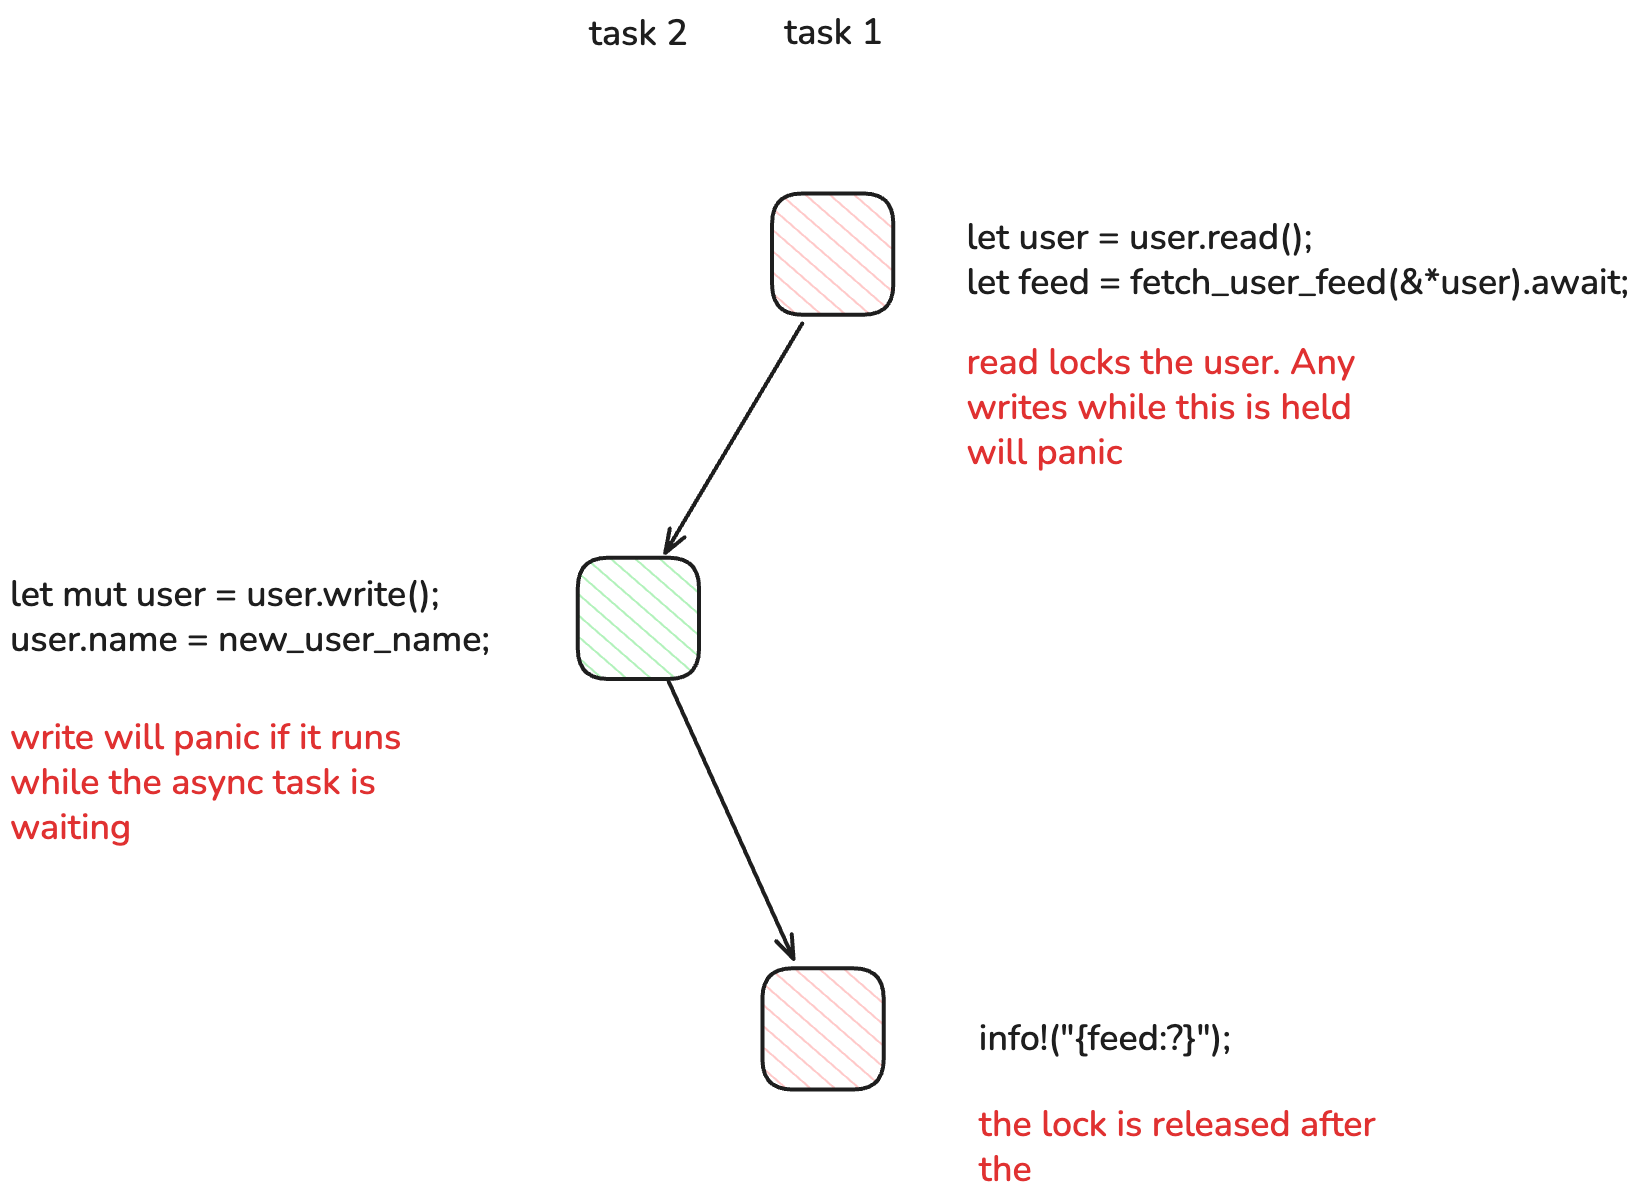 task 2
task 1
let user = user.read();
let feed = fetch_user_feed(&*user).await;
read locks the user. Any
writes while this is held
will panic
let mut user = user.write();
user.name = new_user_name;
write will panic if it runs
while the async task is
waiting
info!("{feed:?}");
the lock is released after
the